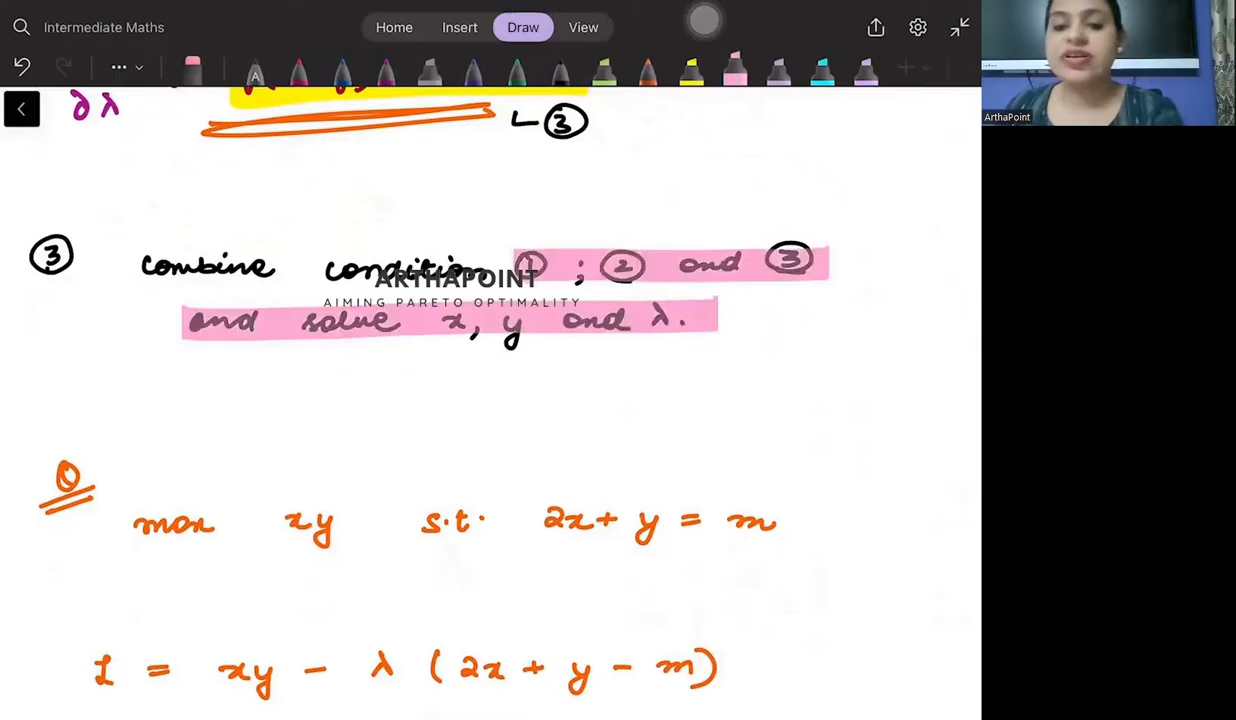 Intermediate Maths
Home Insert Draw View
A
∂λ
③
ArthaPoint
③ combine condition ① ; ② and ③
ARTHAPOINT
AIMING PARETO OPTIMALITY
and solve x, y and λ.
Q
max xy s.t. 2x + y = m
L = xy - λ (2x + y - m)